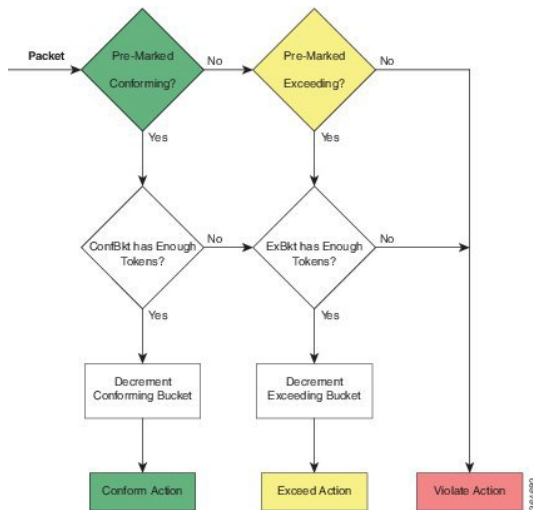 Packet
Pre-Marked
Conforming?
No
Pre-Marked
Exceeding?
No
Yes
Yes
ConfBkt has Enough
Tokens?
No
ExBkt has Enough
Tokens?
No
Yes
Yes
Decrement
Conforming Bucket
Decrement
Exceeding Bucket
Conform Action
Exceed Action
Violate Action